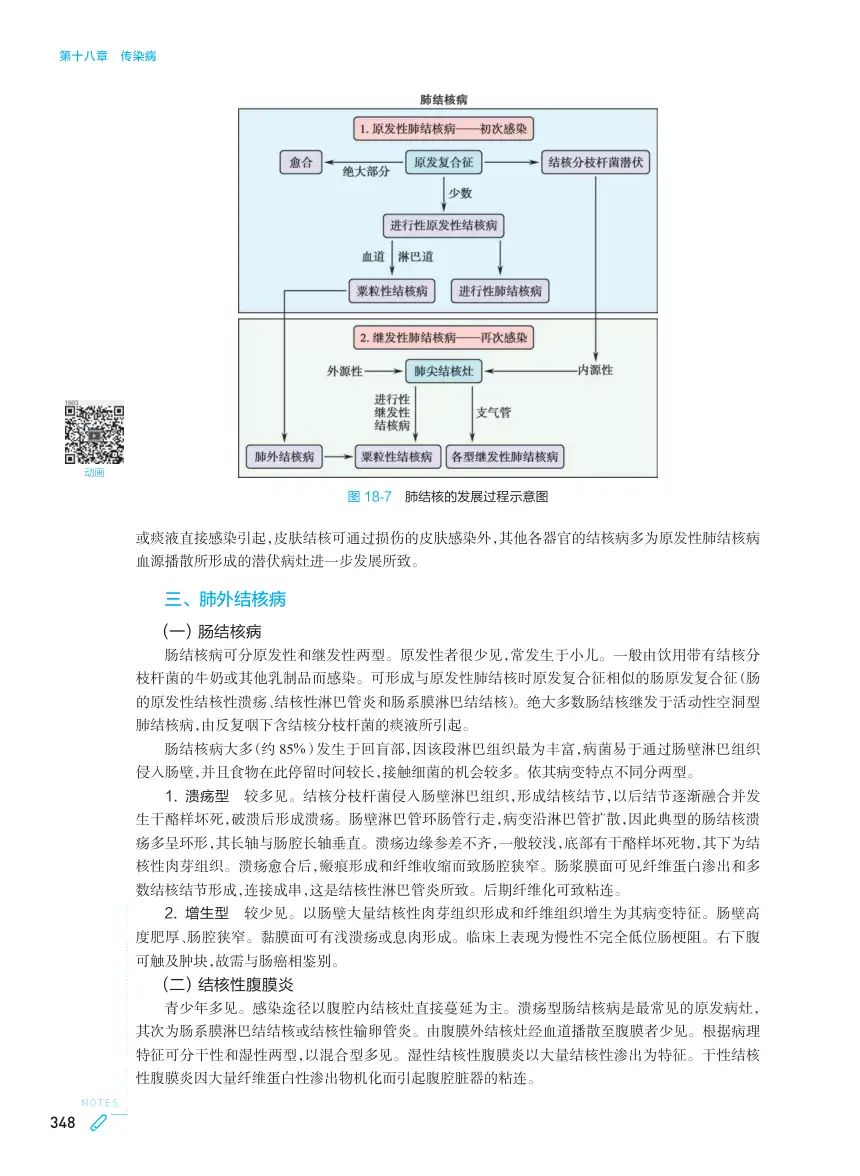 第十八章　传染病
肺结核病
1. 原发性肺结核病——初次感染
愈合
绝大部分
原发复合征
结核分枝杆菌潜伏
少数
进行性原发性结核病
血道
淋巴道
粟粒性结核病
进行性肺结核病
2. 继发性肺结核病——再次感染
外源性
肺尖结核灶
内源性
进行性
继发性
结核病
支气管
肺外结核病
粟粒性结核病
各型继发性肺结核病
1803
动画
图 18-7　肺结核的发展过程示意图
或痰液直接感染引起，皮肤结核可通过损伤的皮肤感染外，其他各器官的结核病多为原发性肺结核病
血源播散所形成的潜伏病灶进一步发展所致。
三、肺外结核病
（一）肠结核病
肠结核病可分原发性和继发性两型。原发性者很少见，常发生于小儿。一般由饮用带有结核分
枝杆菌的牛奶或其他乳制品而感染。可形成与原发性肺结核时原发复合征相似的肠原发复合征（肠
的原发性结核性溃疡、结核性淋巴管炎和肠系膜淋巴结结核）。绝大多数肠结核继发于活动性空洞型
肺结核病，由反复咽下含结核分枝杆菌的痰液所引起。
肠结核病大多（约 85%）发生于回盲部，因该段淋巴组织最为丰富，病菌易于通过肠壁淋巴组织
侵入肠壁，并且食物在此停留时间较长，接触细菌的机会较多。依其病变特点不同分两型。
1. 溃疡型　较多见。结核分枝杆菌侵入肠壁淋巴组织，形成结核结节，以后结节逐渐融合并发
生干酪样坏死，破溃后形成溃疡。肠壁淋巴管环肠管行走，病变沿淋巴管扩散，因此典型的肠结核溃
疡多呈环形，其长轴与肠腔长轴垂直。溃疡边缘参差不齐，一般较浅，底部有干酪样坏死物，其下为结
核性肉芽组织。溃疡愈合后，瘢痕形成和纤维收缩而致肠腔狭窄。肠浆膜面可见纤维蛋白渗出和多
数结核结节形成，连接成串，这是结核性淋巴管炎所致。后期纤维化可致粘连。
2. 增生型　较少见。以肠壁大量结核性肉芽组织形成和纤维组织增生为其病变特征。肠壁高
度肥厚、肠腔狭窄。黏膜面可有浅溃疡或息肉形成。临床上表现为慢性不完全低位肠梗阻。右下腹
可触及肿块，故需与肠癌相鉴别。
（二）结核性腹膜炎
青少年多见。感染途径以腹腔内结核灶直接蔓延为主。溃疡型肠结核病是最常见的原发病灶，
其次为肠系膜淋巴结结核或结核性输卵管炎。由腹膜外结核灶经血道播散至腹膜者少见。根据病理
特征可分干性和湿性两型，以混合型多见。湿性结核性腹膜炎以大量结核性渗出为特征。干性结核
性腹膜炎因大量纤维蛋白性渗出物机化而引起腹腔脏器的粘连。
NOTES
348